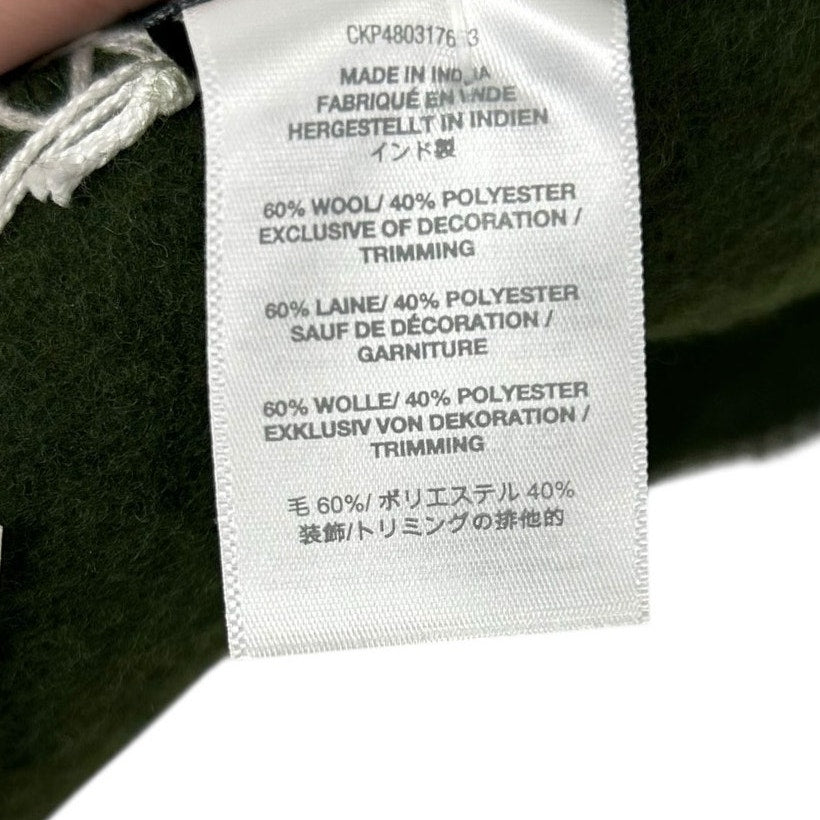 MADE IN INDIA
FABRIQUÉ EN INDE
HERGESTELLT IN INDIEN
インド製
60% WOOL/ 40% POLYESTER
EXCLUSIVE OF DECORATION /
TRIMMING
60% LAINE/ 40% POLYESTER
SAUF DE DÉCORATION /
GARNITURE
60% WOLLE/ 40% POLYESTER
EXKLUSIV VON DEKORATION /
TRIMMING
毛 60%/ ポリエステル 40%
装飾/トリミングの排他的